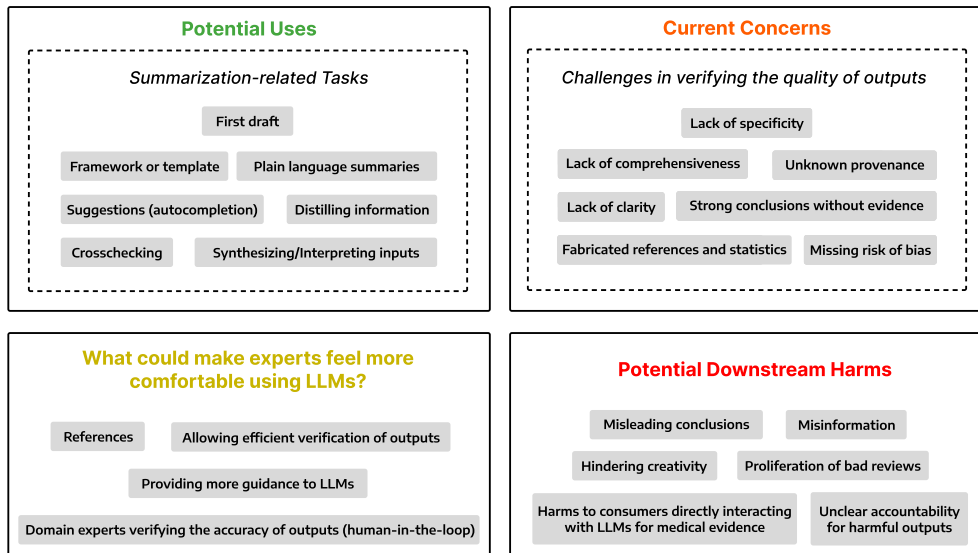 Potential Uses
Summarization-related Tasks
First draft
Framework or template
Plain language summaries
Suggestions (autocompletion)
Distilling information
Crosschecking
Synthesizing/Interpreting inputs
Current Concerns
Challenges in verifying the quality of outputs
Lack of specificity
Lack of comprehensiveness
Unknown provenance
Lack of clarity
Strong conclusions without evidence
Fabricated references and statistics
Missing risk of bias
What could make experts feel more
comfortable using LLMs?
References
Allowing efficient verification of outputs
Providing more guidance to LLMs
Domain experts verifying the accuracy of outputs (human-in-the-loop)
Potential Downstream Harms
Misleading conclusions
Misinformation
Hindering creativity
Proliferation of bad reviews
Harms to consumers directly interacting
with LLMs for medical evidence
Unclear accountability
for harmful outputs